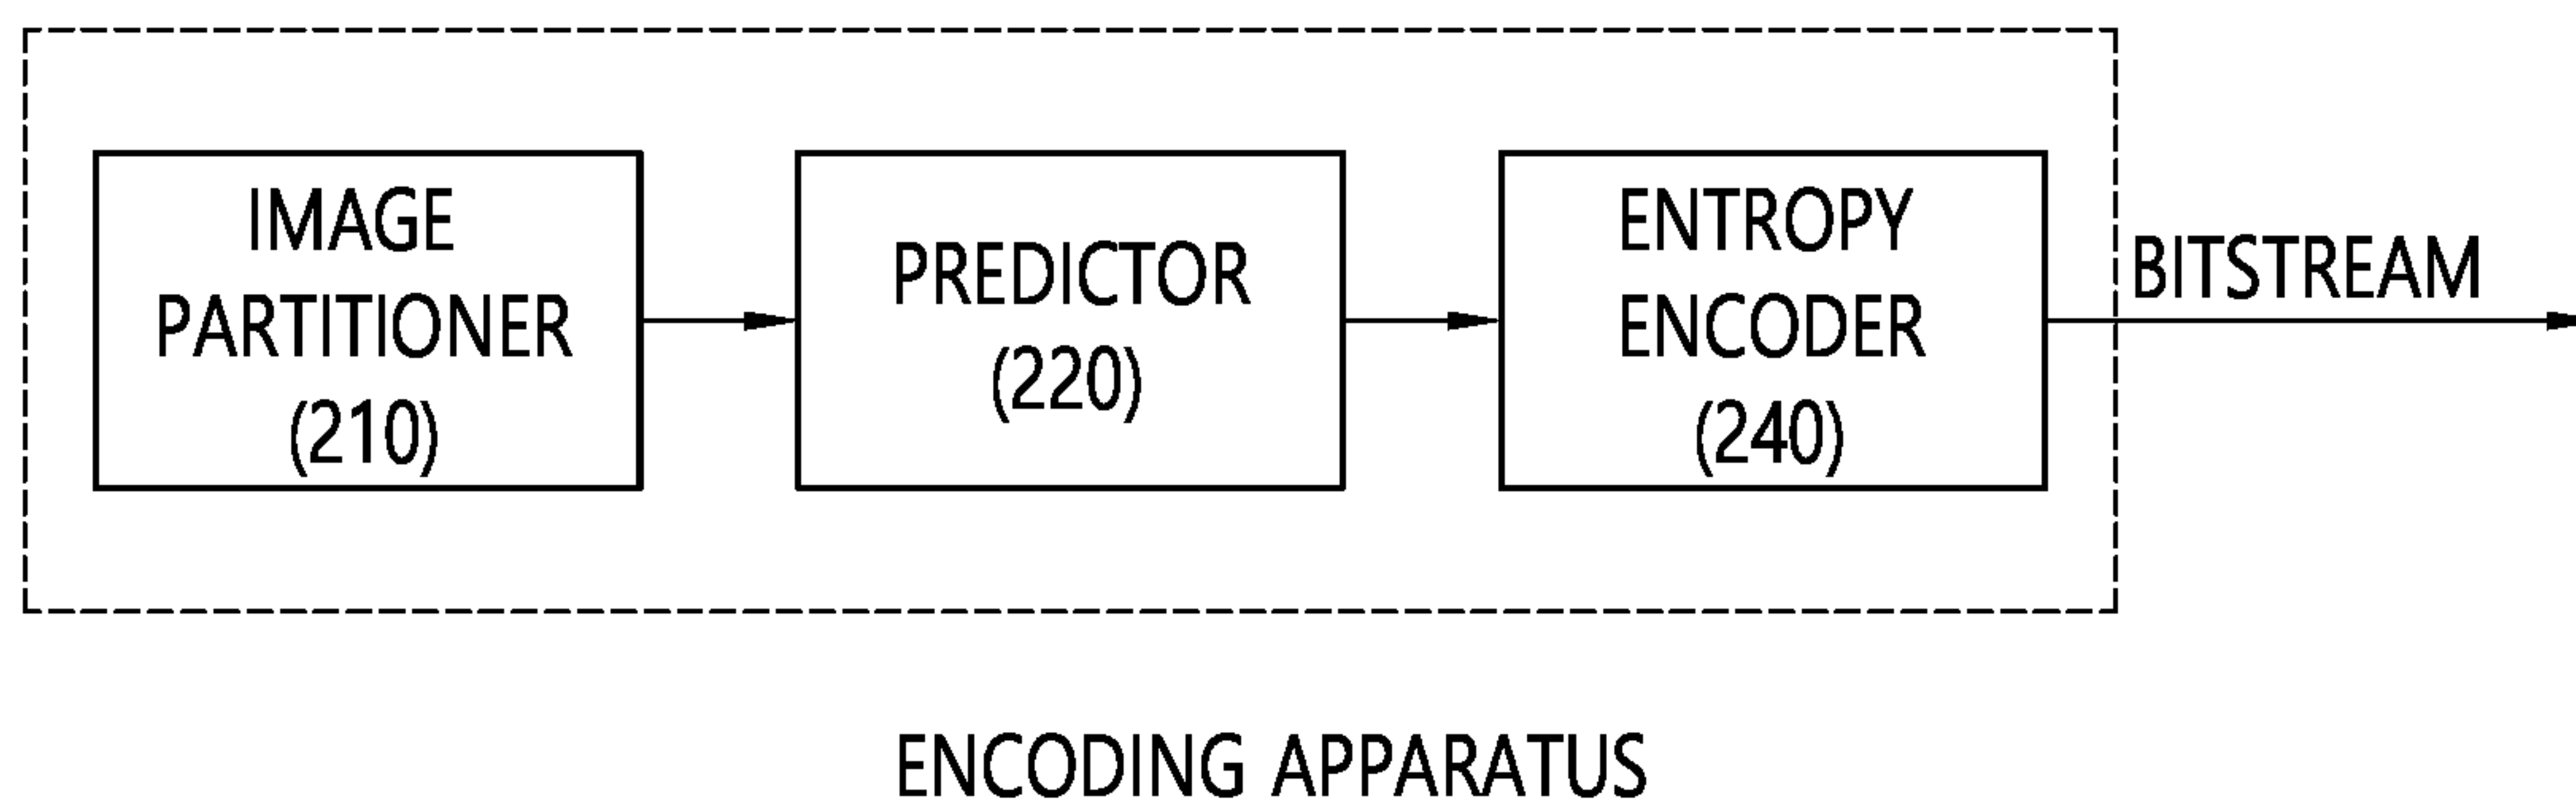 IMAGE
PARTITIONER
(210)
PREDICTOR
(220)
ENTROPY
ENCODER
(240)
BITSTREAM
ENCODING APPARATUS